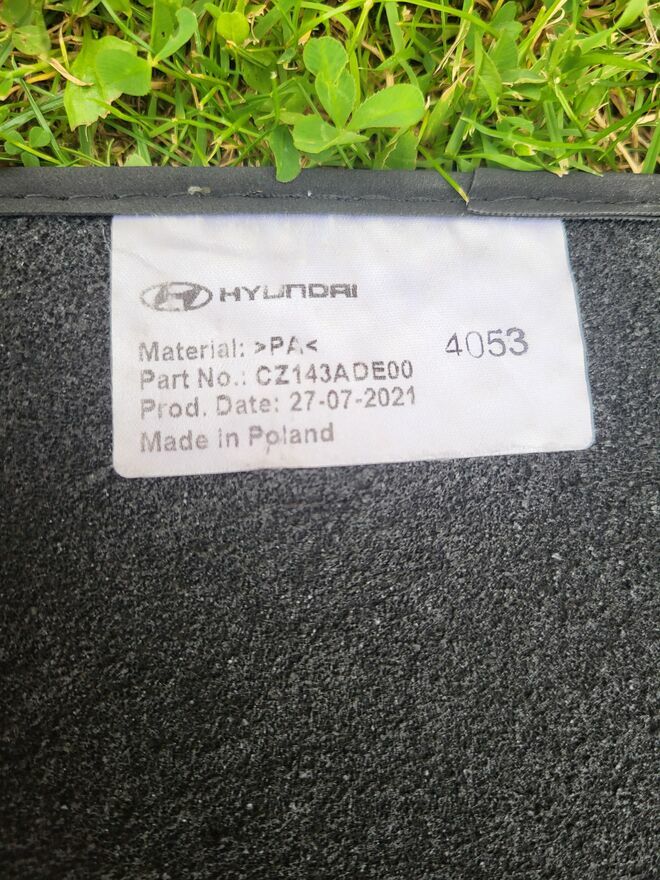 HYUNDAI
Material: >PA< 4053
Part No.: CZ143ADE00
Prod. Date: 27-07-2021
Made in Poland